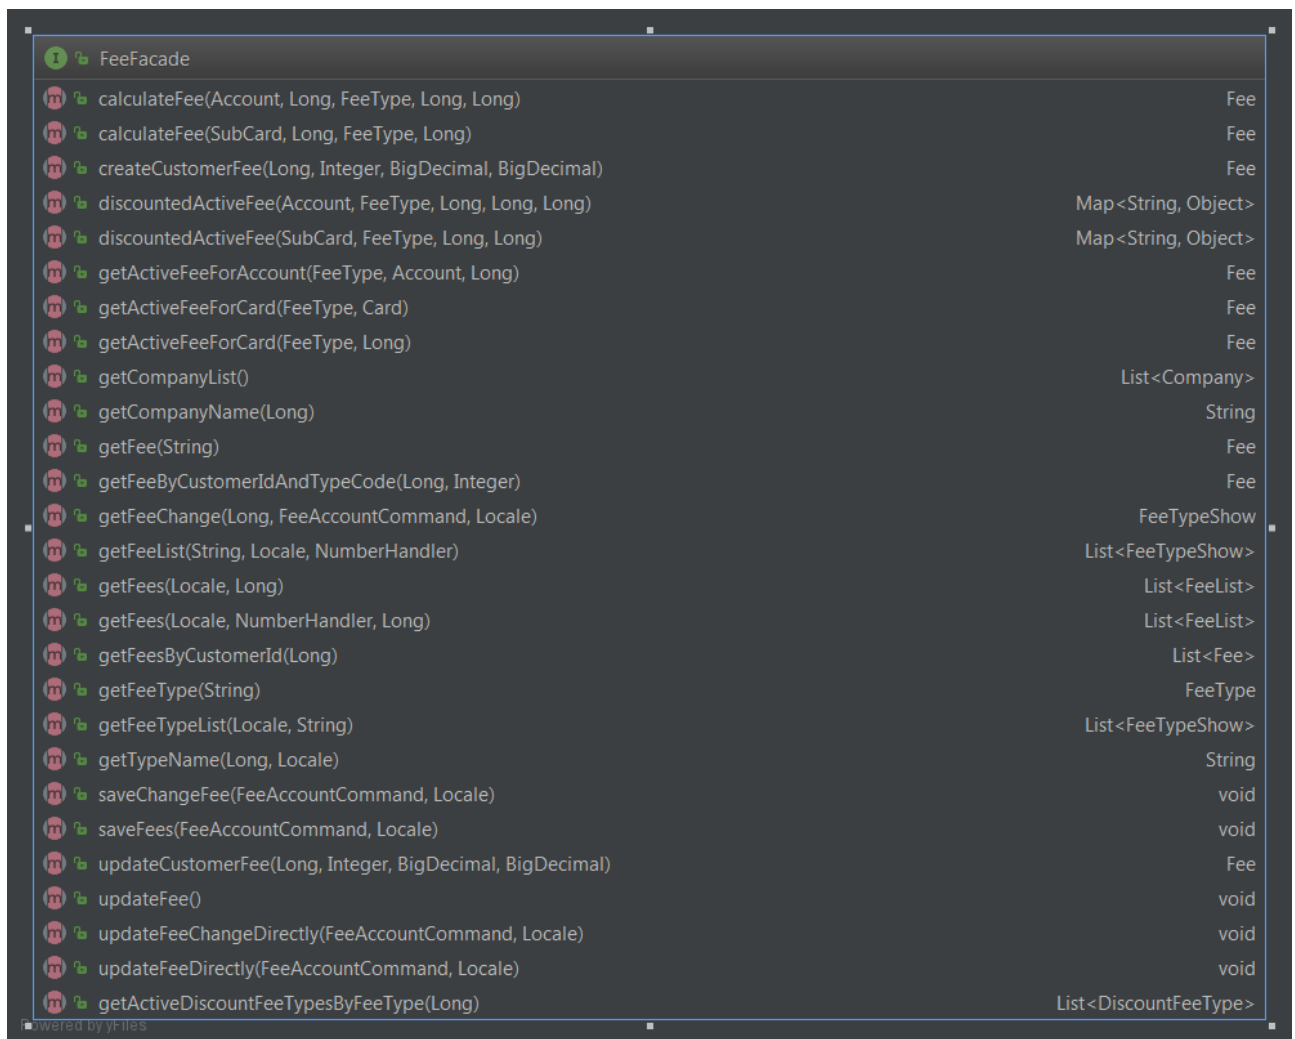 FeeFacade
calculateFee(Account, Long, FeeType, Long, Long) Fee
calculateFee(SubCard, Long, FeeType, Long) Fee
createCustomerFee(Long, Integer, BigDecimal, BigDecimal) Fee
discountedActiveFee(Account, FeeType, Long, Long, Long) Map<String, Object>
discountedActiveFee(SubCard, FeeType, Long, Long) Map<String, Object>
getActiveFeeForAccount(FeeType, Account, Long) Fee
getActiveFeeForCard(FeeType, Card) Fee
getActiveFeeForCard(FeeType, Long) Fee
getCompanyList() List<Company>
getCompanyName(Long) String
getFee(String) Fee
getFeeByCustomerIdAndTypeCode(Long, Integer) Fee
getFeeChange(Long, FeeAccountCommand, Locale) FeeTypeShow
getFeeList(String, Locale, NumberHandler) List<FeeTypeShow>
getFees(Locale, Long) List<FeeList>
getFees(Locale, NumberHandler, Long) List<FeeList>
getFeesByCustomerId(Long) List<Fee>
getFeeType(String) FeeType
getFeeTypeList(Locale, String) List<FeeTypeShow>
getTypeName(Long, Locale) String
saveChangeFee(FeeAccountCommand, Locale) void
saveFees(FeeAccountCommand, Locale) void
updateCustomerFee(Long, Integer, BigDecimal, BigDecimal) Fee
updateFee() void
updateFeeChangeDirectly(FeeAccountCommand, Locale) void
updateFeeDirectly(FeeAccountCommand, Locale) void
getActiveDiscountFeeTypesByFeeType(Long) List<DiscountFeeType>
Powered by yFiles